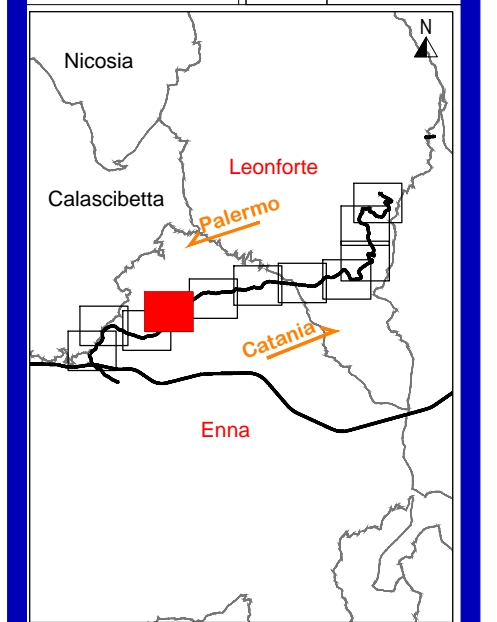 N
Nicosia
Leonforte
Calascibetta
Palermo
Catania
Enna